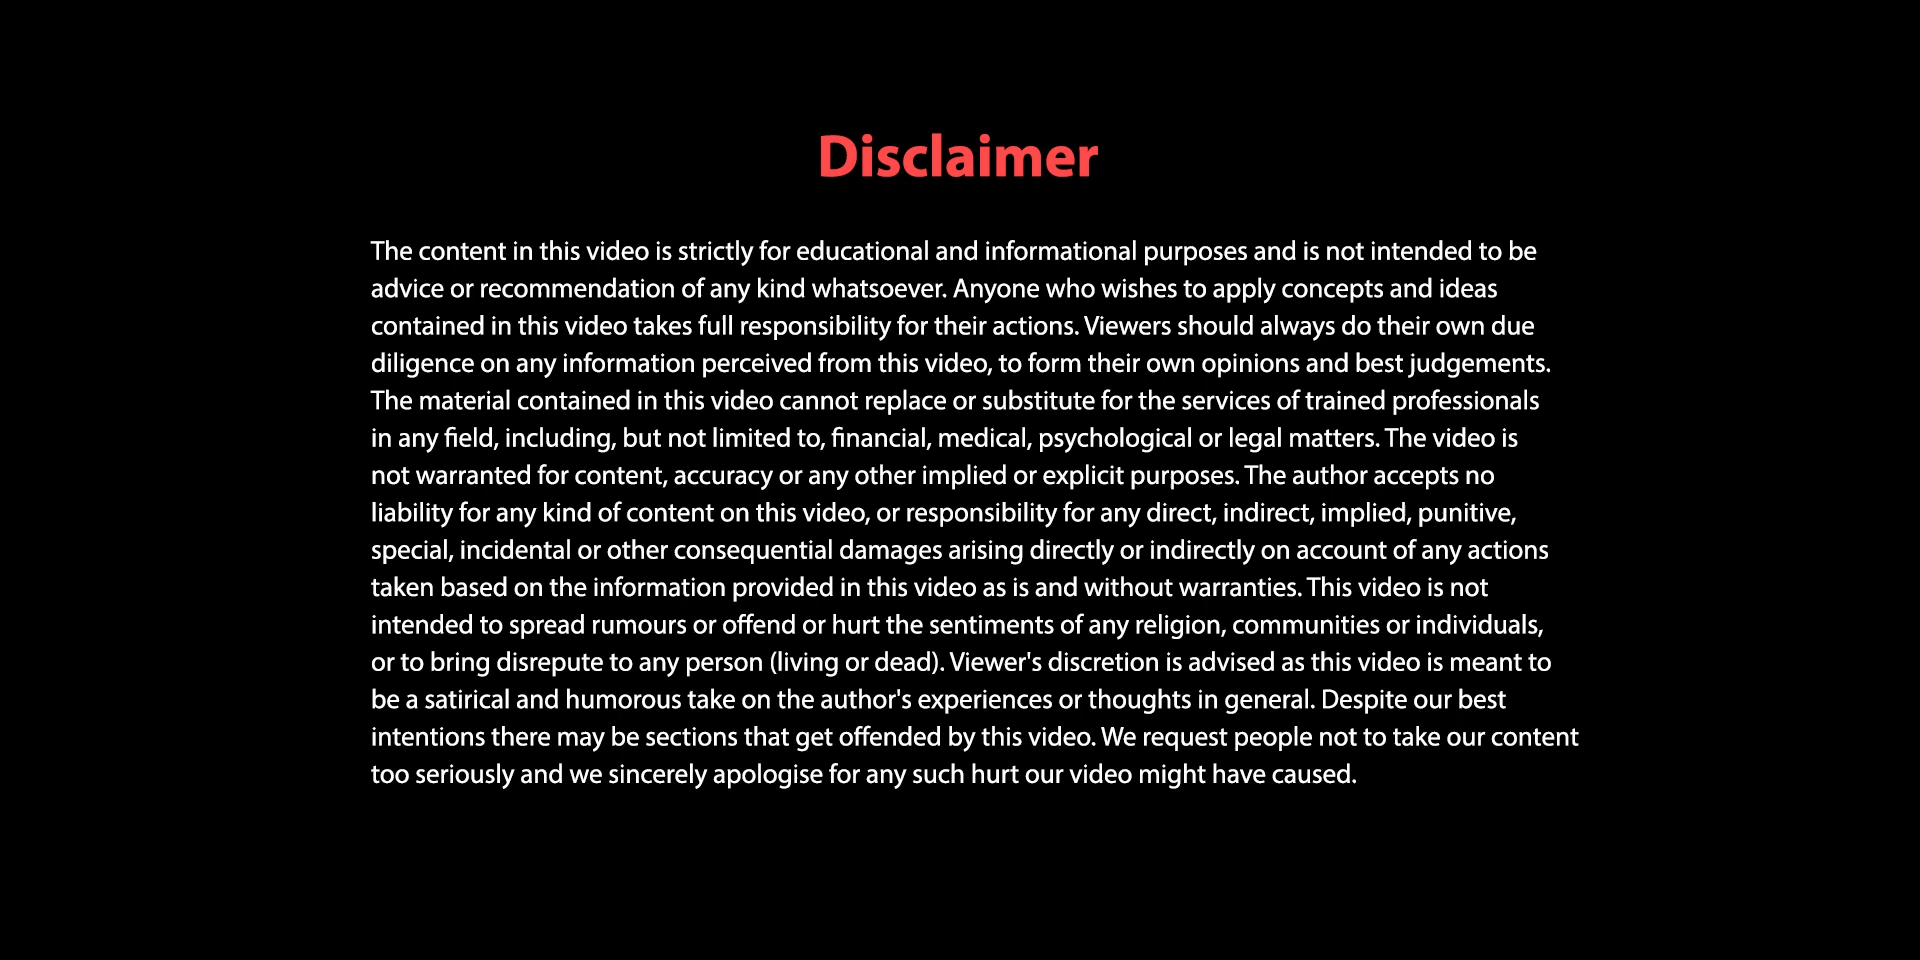 Disclaimer
The content in this video is strictly for educational and informational purposes and is not intended to be
advice or recommendation of any kind whatsoever. Anyone who wishes to apply concepts and ideas
contained in this video takes full responsibility for their actions. Viewers should always do their own due
diligence on any information perceived from this video, to form their own opinions and best judgements.
The material contained in this video cannot replace or substitute for the services of trained professionals
in any field, including, but not limited to, financial, medical, psychological or legal matters. The video is
not warranted for content, accuracy or any other implied or explicit purposes. The author accepts no
liability for any kind of content on this video, or responsibility for any direct, indirect, implied, punitive,
special, incidental or other consequential damages arising directly or indirectly on account of any actions
taken based on the information provided in this video as is and without warranties. This video is not
intended to spread rumours or offend or hurt the sentiments of any religion, communities or individuals,
or to bring disrepute to any person (living or dead). Viewer's discretion is advised as this video is meant to
be a satirical and humorous take on the author's experiences or thoughts in general. Despite our best
intentions there may be sections that get offended by this video. We request people not to take our content
too seriously and we sincerely apologise for any such hurt our video might have caused.